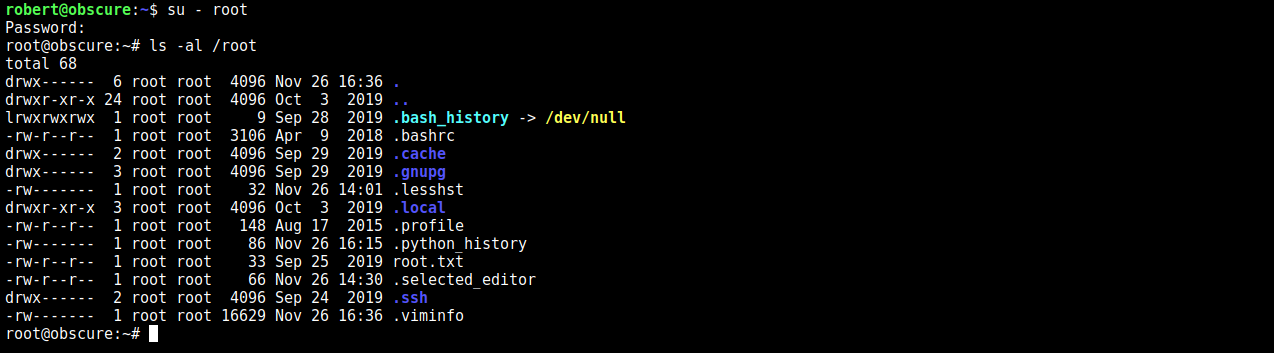 robert@obscure:~$ su - root
Password:
root@obscure:~# ls -al /root
total 68
drwx------  6 root root  4096 Nov 26 16:36 .
drwxr-xr-x 24 root root  4096 Oct  3  2019 ..
lrwxrwxrwx  1 root root     9 Sep 28  2019 .bash_history -> /dev/null
-rw-r--r--  1 root root  3106 Apr  9  2018 .bashrc
drwx------  2 root root  4096 Sep 29  2019 .cache
drwx------  3 root root  4096 Sep 29  2019 .gnupg
-rw-------  1 root root    32 Nov 26 14:01 .lesshst
drwxr-xr-x  3 root root  4096 Oct  3  2019 .local
-rw-r--r--  1 root root   148 Aug 17  2015 .profile
-rw-------  1 root root    86 Nov 26 16:15 .python_history
-rw-r--r--  1 root root    33 Sep 25  2019 root.txt
-rw-r--r--  1 root root    66 Nov 26 14:30 .selected_editor
drwx------  2 root root  4096 Sep 24  2019 .ssh
-rw-------  1 root root 16629 Nov 26 16:36 .viminfo
root@obscure:~#